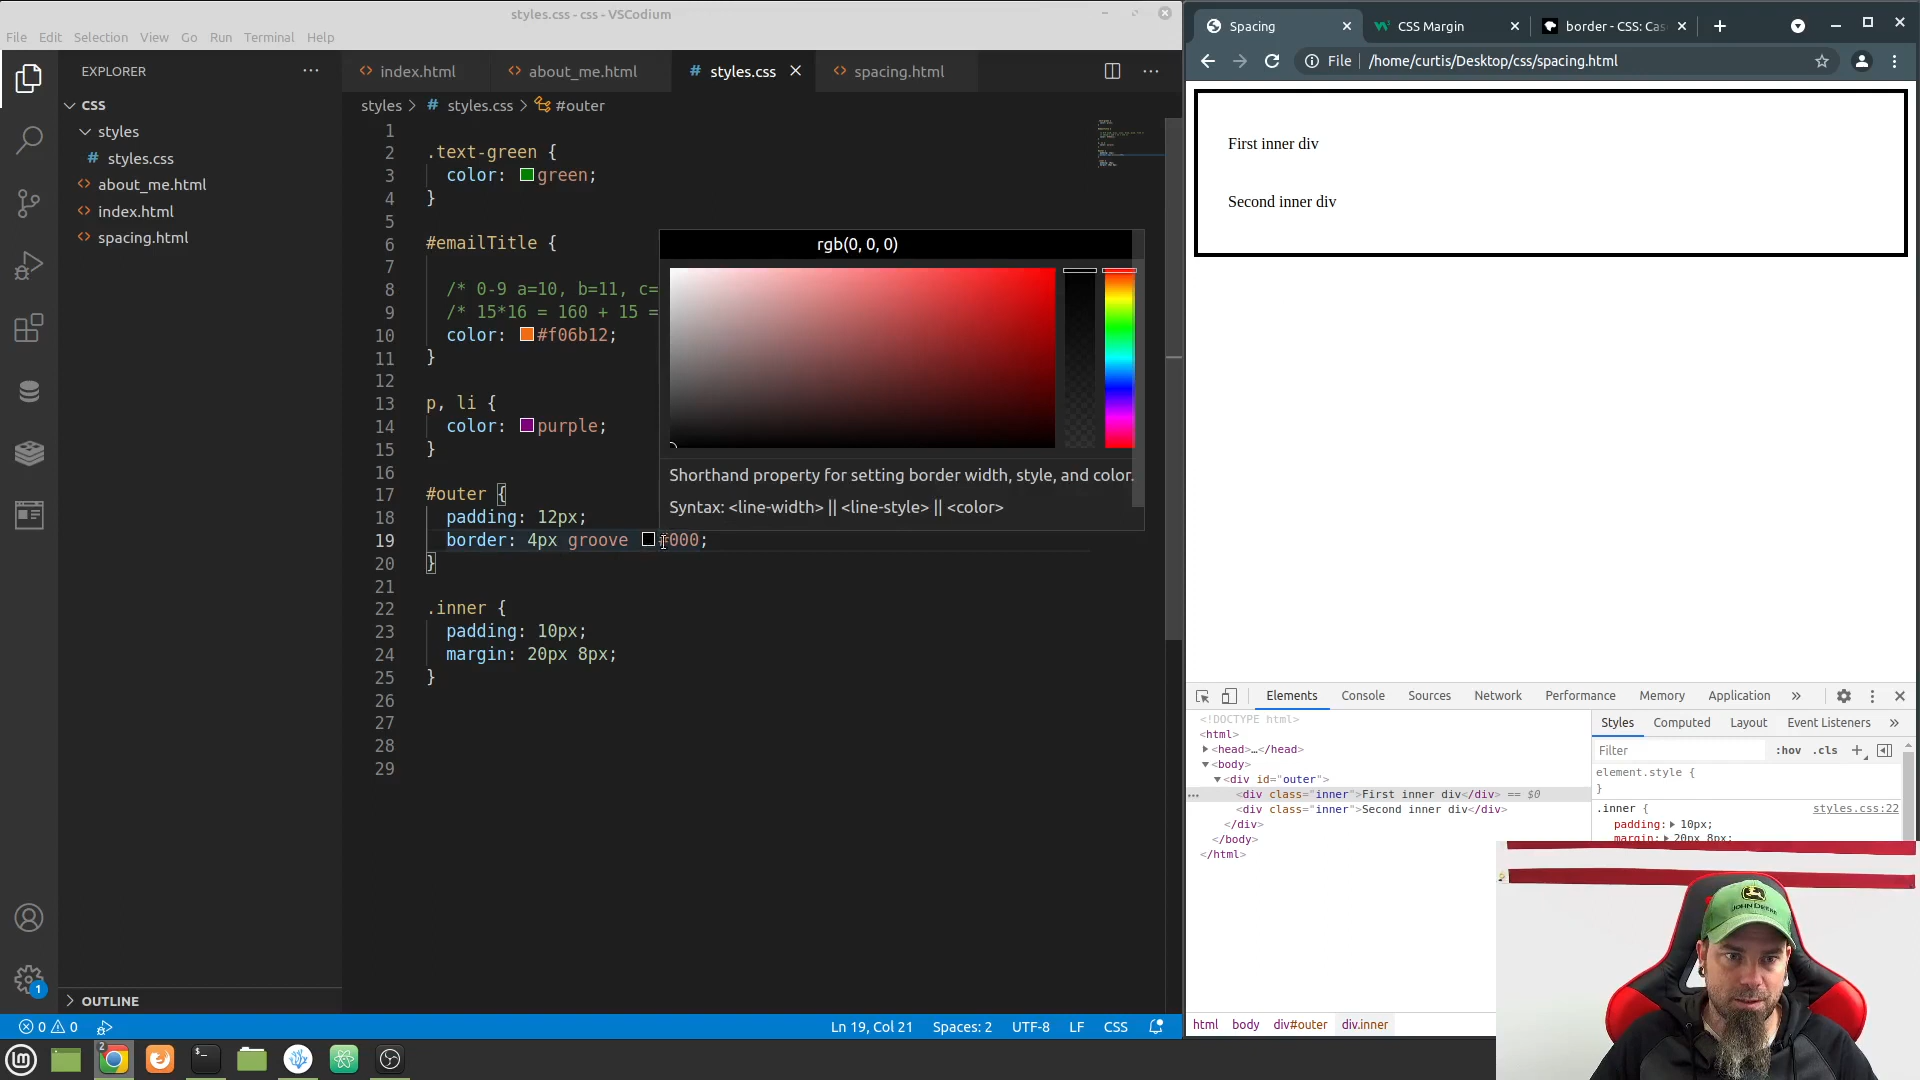 styles.css - css - VSCodium
File Edit Selection View Go Run Terminal Help
EXPLORER
CSS
styles
# styles.css
about_me.html
index.html
spacing.html
OUTLINE
index.html
about_me.html
# styles.css
spacing.html
styles > # styles.css > #outer
1
2 .text-green {
3 color: green;
4 }
5
6 #emailTitle {
7
8 /* 0-9 a=10, b=11, c=
9 /* 15*16 = 160 + 15 =
10 color: #f06b12;
11 }
12
13 p, li {
14 color: purple;
15 }
16
17 #outer {
18 padding: 12px;
19 border: 4px groove #000;
20 }
21
22 .inner {
23 padding: 10px;
24 margin: 20px 8px;
25 }
26
27
28
29
rgb(0, 0, 0)
Shorthand property for setting border width, style, and color.
Syntax: <line-width> || <line-style> || <color>
1
0 0
Ln 19, Col 21 Spaces: 2 UTF-8 LF CSS
2
Spacing
CSS Margin
border - CSS: Cas
File | /home/curtis/Desktop/css/spacing.html
First inner div
Second inner div
Elements Console Sources Network Performance Memory Application »
<!DOCTYPE html>
<html>
<head>…</head>
<body>
<div id="outer">
<div class="inner">First inner div</div> == $0
<div class="inner">Second inner div</div>
</div>
</body>
</html>
Styles Computed Layout Event Listeners »
Filter :hov .cls +
element.style {
}
.inner { styles.css:22
padding: 10px;
margin: 20px 8px;
html body div#outer div.inner
JOHN DEERE